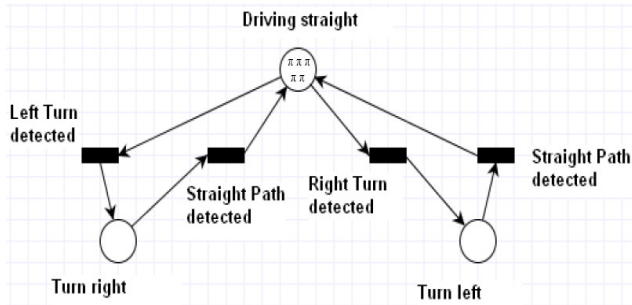 Driving straight
π π π
π π
Left Turn
detected
Straight Path
detected
Right Turn
detected
Straight Path
detected
Turn right
Turn left